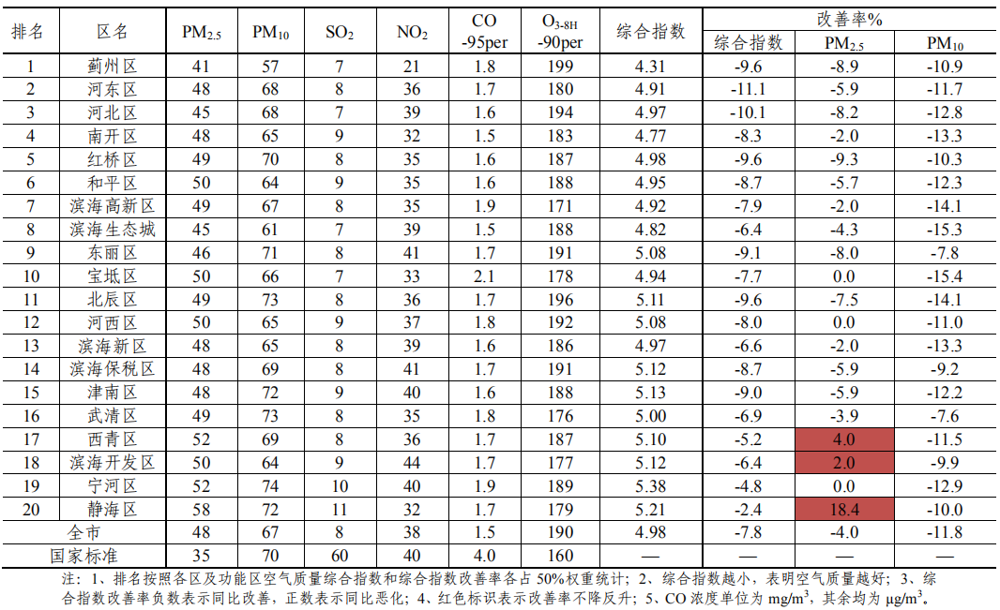 排名 区名 PM2.5 PM10 SO2 NO2 CO -95per O3-8H -90per 综合指数 改善率%
综合指数 PM2.5 PM10
1 蓟州区 41 57 7 21 1.8 199 4.31 -9.6 -8.9 -10.9
2 河东区 48 68 8 36 1.7 180 4.91 -11.1 -5.9 -11.7
3 河北区 45 68 7 39 1.6 194 4.97 -10.1 -8.2 -12.8
4 南开区 48 65 9 32 1.5 183 4.77 -8.3 -2.0 -13.3
5 红桥区 49 70 8 35 1.6 187 4.98 -9.6 -9.3 -10.3
6 和平区 50 64 9 35 1.6 188 4.95 -8.7 -5.7 -12.3
7 滨海高新区 49 67 8 35 1.9 171 4.92 -7.9 -2.0 -14.1
8 滨海生态城 45 61 7 39 1.5 188 4.82 -6.4 -4.3 -15.3
9 东丽区 46 71 8 41 1.7 191 5.08 -9.1 -8.0 -7.8
10 宝坻区 50 66 7 33 2.1 178 4.94 -7.7 0.0 -15.4
11 北辰区 49 73 8 36 1.7 196 5.11 -9.6 -7.5 -14.1
12 河西区 50 65 9 37 1.8 192 5.08 -8.0 0.0 -11.0
13 滨海新区 48 65 8 39 1.6 186 4.97 -6.6 -2.0 -13.3
14 滨海保税区 48 69 8 41 1.7 191 5.12 -8.7 -5.9 -9.2
15 津南区 48 72 9 40 1.6 188 5.13 -9.0 -5.9 -12.2
16 武清区 49 73 8 35 1.8 176 5.00 -6.9 -3.9 -7.6
17 西青区 52 69 8 36 1.7 187 5.10 -5.2 4.0 -11.5
18 滨海开发区 50 64 9 44 1.7 177 5.12 -6.4 2.0 -9.9
19 宁河区 52 74 10 40 1.9 189 5.38 -4.8 0.0 -12.9
20 静海区 58 72 11 32 1.7 179 5.21 -2.4 18.4 -10.0
全市 48 67 8 38 1.5 190 4.98 -7.8 -4.0 -11.8
国家标准 35 70 60 40 4.0 160 — — — —
注：1、排名按照各区及功能区空气质量综合指数和综合指数改善率各占 50%权重统计；2、综合指数越小，表明空气质量越好；3、综
合指数改善率负数表示同比改善，正数表示同比恶化；4、红色标识表示改善率不降反升；5、CO 浓度单位为 mg/m³，其余均为 μg/m³。